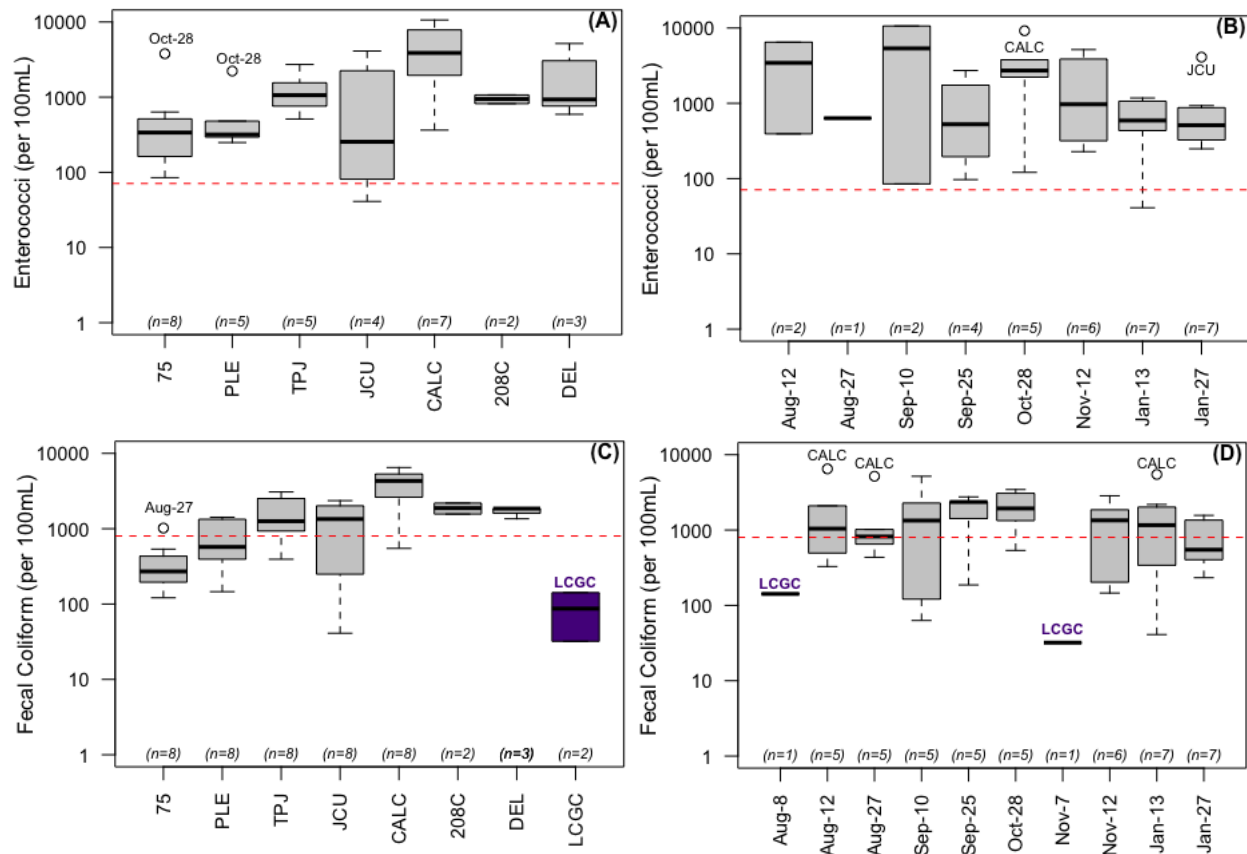 (A)
Enterococci (per 100mL)
10000
1000
100
10
1
Oct-28
Oct-28
(n=8) (n=5) (n=5) (n=4) (n=7) (n=2) (n=3)
75 PLE TPJ JCU CALC 208C DEL
(B)
Enterococci (per 100mL)
10000
1000
100
10
1
CALC
JCU
(n=2) (n=1) (n=2) (n=4) (n=5) (n=6) (n=7) (n=7)
Aug-12 Aug-27 Sep-10 Sep-25 Oct-28 Nov-12 Jan-13 Jan-27
(C)
Fecal Coliform (per 100mL)
10000
1000
100
10
1
Aug-27
LCGC
(n=8) (n=8) (n=8) (n=8) (n=8) (n=2) (n=3) (n=2)
75 PLE TPJ JCU CALC 208C DEL LCGC
(D)
Fecal Coliform (per 100mL)
10000
1000
100
10
1
CALC CALC CALC
LCGC
LCGC
(n=1) (n=5) (n=5) (n=5) (n=5) (n=5) (n=1) (n=6) (n=7) (n=7)
Aug-8 Aug-12 Aug-27 Sep-10 Sep-25 Oct-28 Nov-7 Nov-12 Jan-13 Jan-27